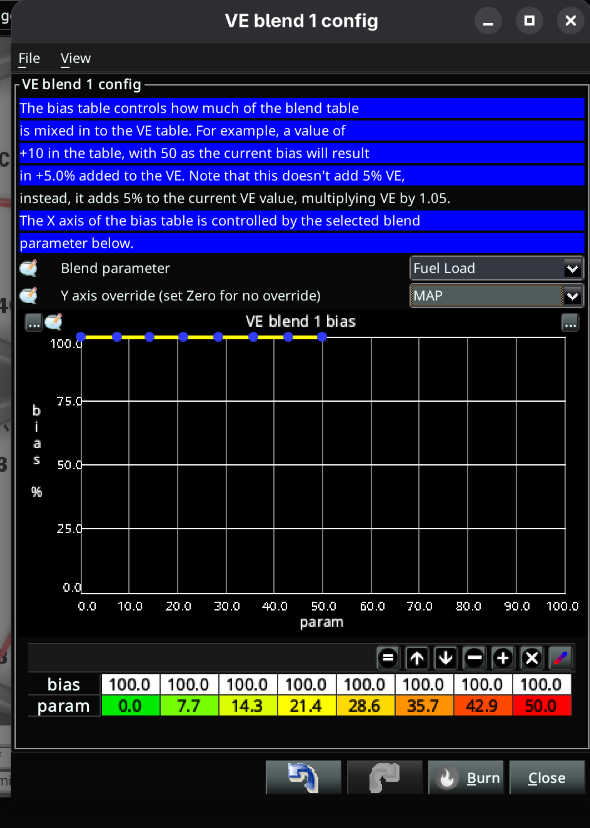 VE blend 1 config
File View
VE blend 1 config
The bias table controls how much of the blend table
is mixed in to the VE table. For example, a value of
+10 in the table, with 50 as the current bias will result
in +5.0% added to the VE. Note that this doesn't add 5% VE,
instead, it adds 5% to the current VE value, multiplying VE by 1.05.
The X axis of the bias table is controlled by the selected blend
parameter below.
Blend parameter Fuel Load
Y axis override (set Zero for no override) MAP
... VE blend 1 bias ...
100.0
75.0
50.0
25.0
0.0
bias %
0.0 10.0 20.0 30.0 40.0 50.0 60.0 70.0 80.0 90.0 100.0
param
bias 100.0 100.0 100.0 100.0 100.0 100.0 100.0 100.0
param 0.0 7.7 14.3 21.4 28.6 35.7 42.9 50.0
Burn Close